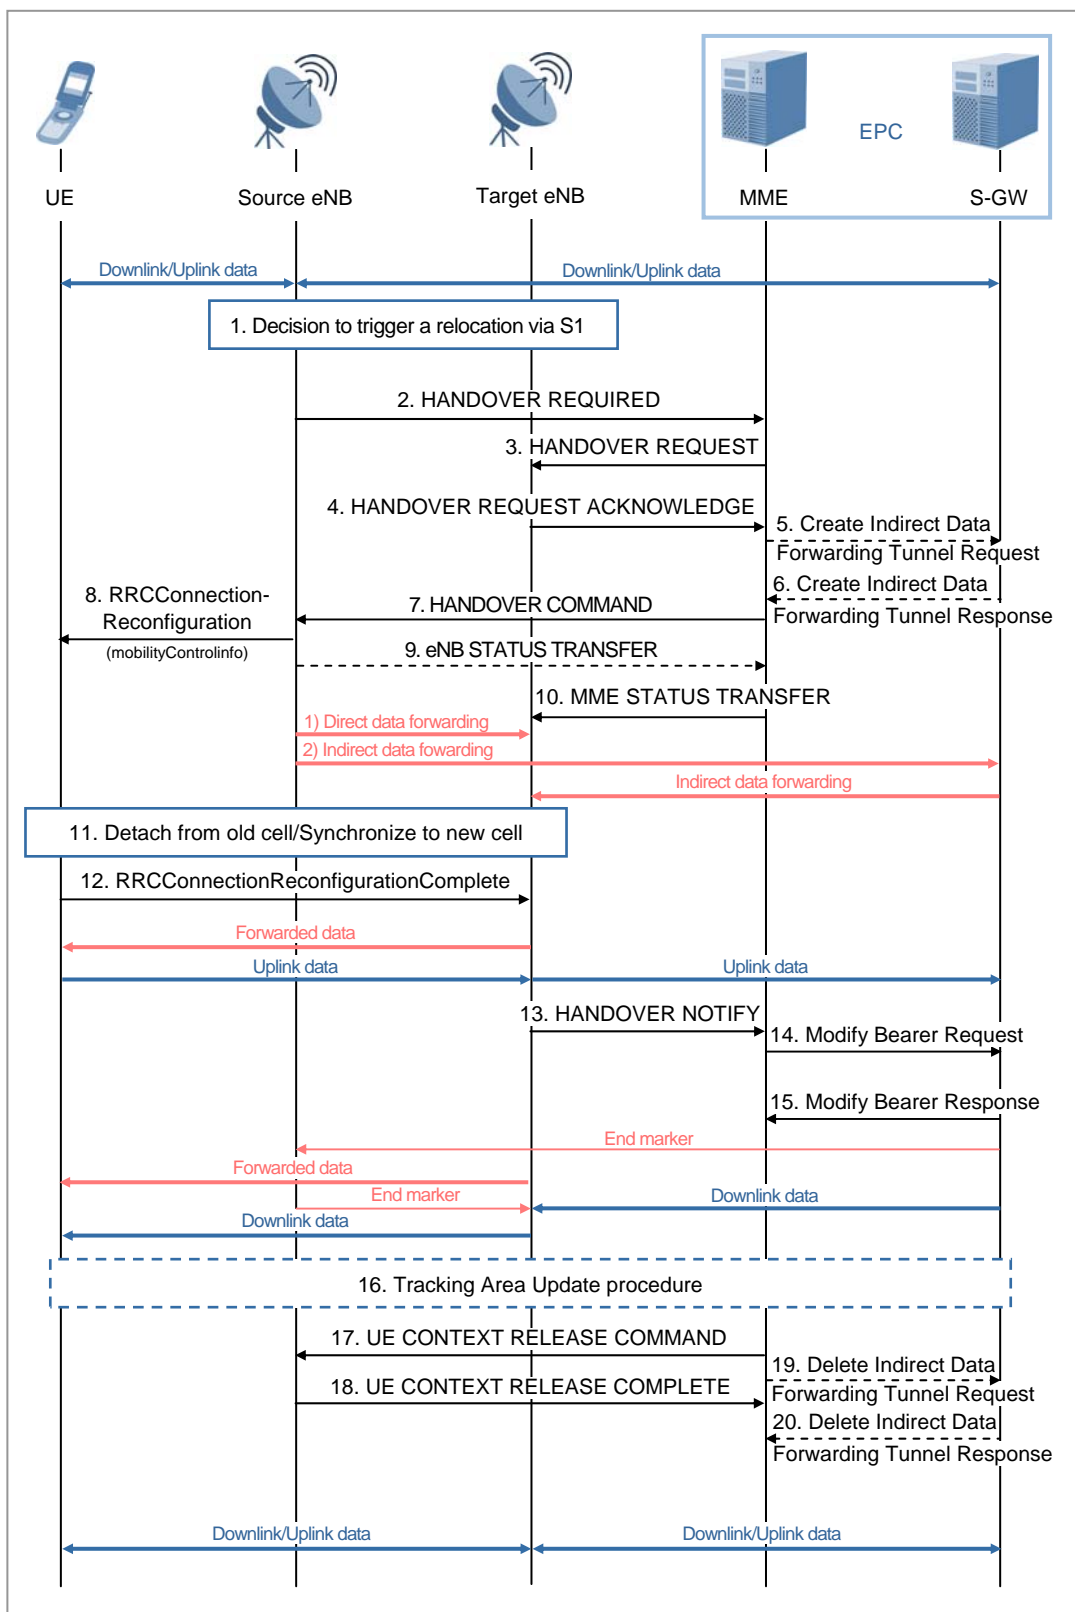 EPC
UE
Source eNB
Target eNB
MME
S-GW
Downlink/Uplink data
Downlink/Uplink data
1. Decision to trigger a relocation via S1
2. HANDOVER REQUIRED
3. HANDOVER REQUEST
4. HANDOVER REQUEST ACKNOWLEDGE
5. Create Indirect Data
Forwarding Tunnel Request
6. Create Indirect Data
Forwarding Tunnel Response
7. HANDOVER COMMAND
8. RRCConnection-
Reconfiguration
(mobilityControlinfo)
9. eNB STATUS TRANSFER
10. MME STATUS TRANSFER
1) Direct data forwarding
2) Indirect data fowarding
Indirect data forwarding
11. Detach from old cell/Synchronize to new cell
12. RRCConnectionReconfigurationComplete
Forwarded data
Uplink data
Uplink data
13. HANDOVER NOTIFY
14. Modify Bearer Request
15. Modify Bearer Response
End marker
Forwarded data
End marker
Downlink data
Downlink data
16. Tracking Area Update procedure
17. UE CONTEXT RELEASE COMMAND
18. UE CONTEXT RELEASE COMPLETE
19. Delete Indirect Data
Forwarding Tunnel Request
20. Delete Indirect Data
Forwarding Tunnel Response
Downlink/Uplink data
Downlink/Uplink data